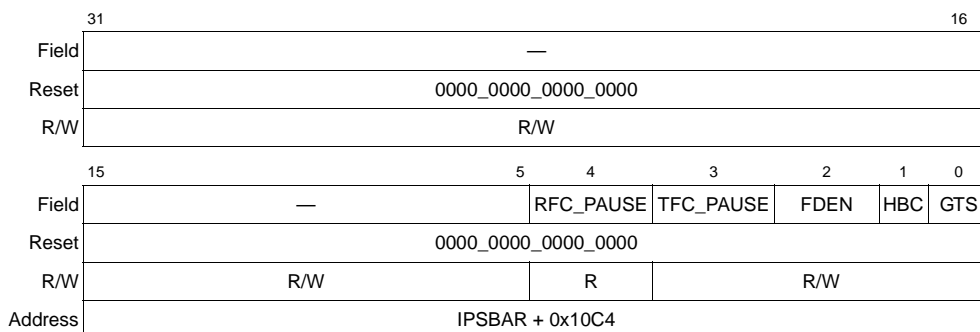 31 16
Field —
Reset 0000_0000_0000_0000
R/W R/W
15 5 4 3 2 1 0
Field — RFC_PAUSE TFC_PAUSE FDEN HBC GTS
Reset 0000_0000_0000_0000
R/W R/W R R/W
Address IPSBAR + 0x10C4